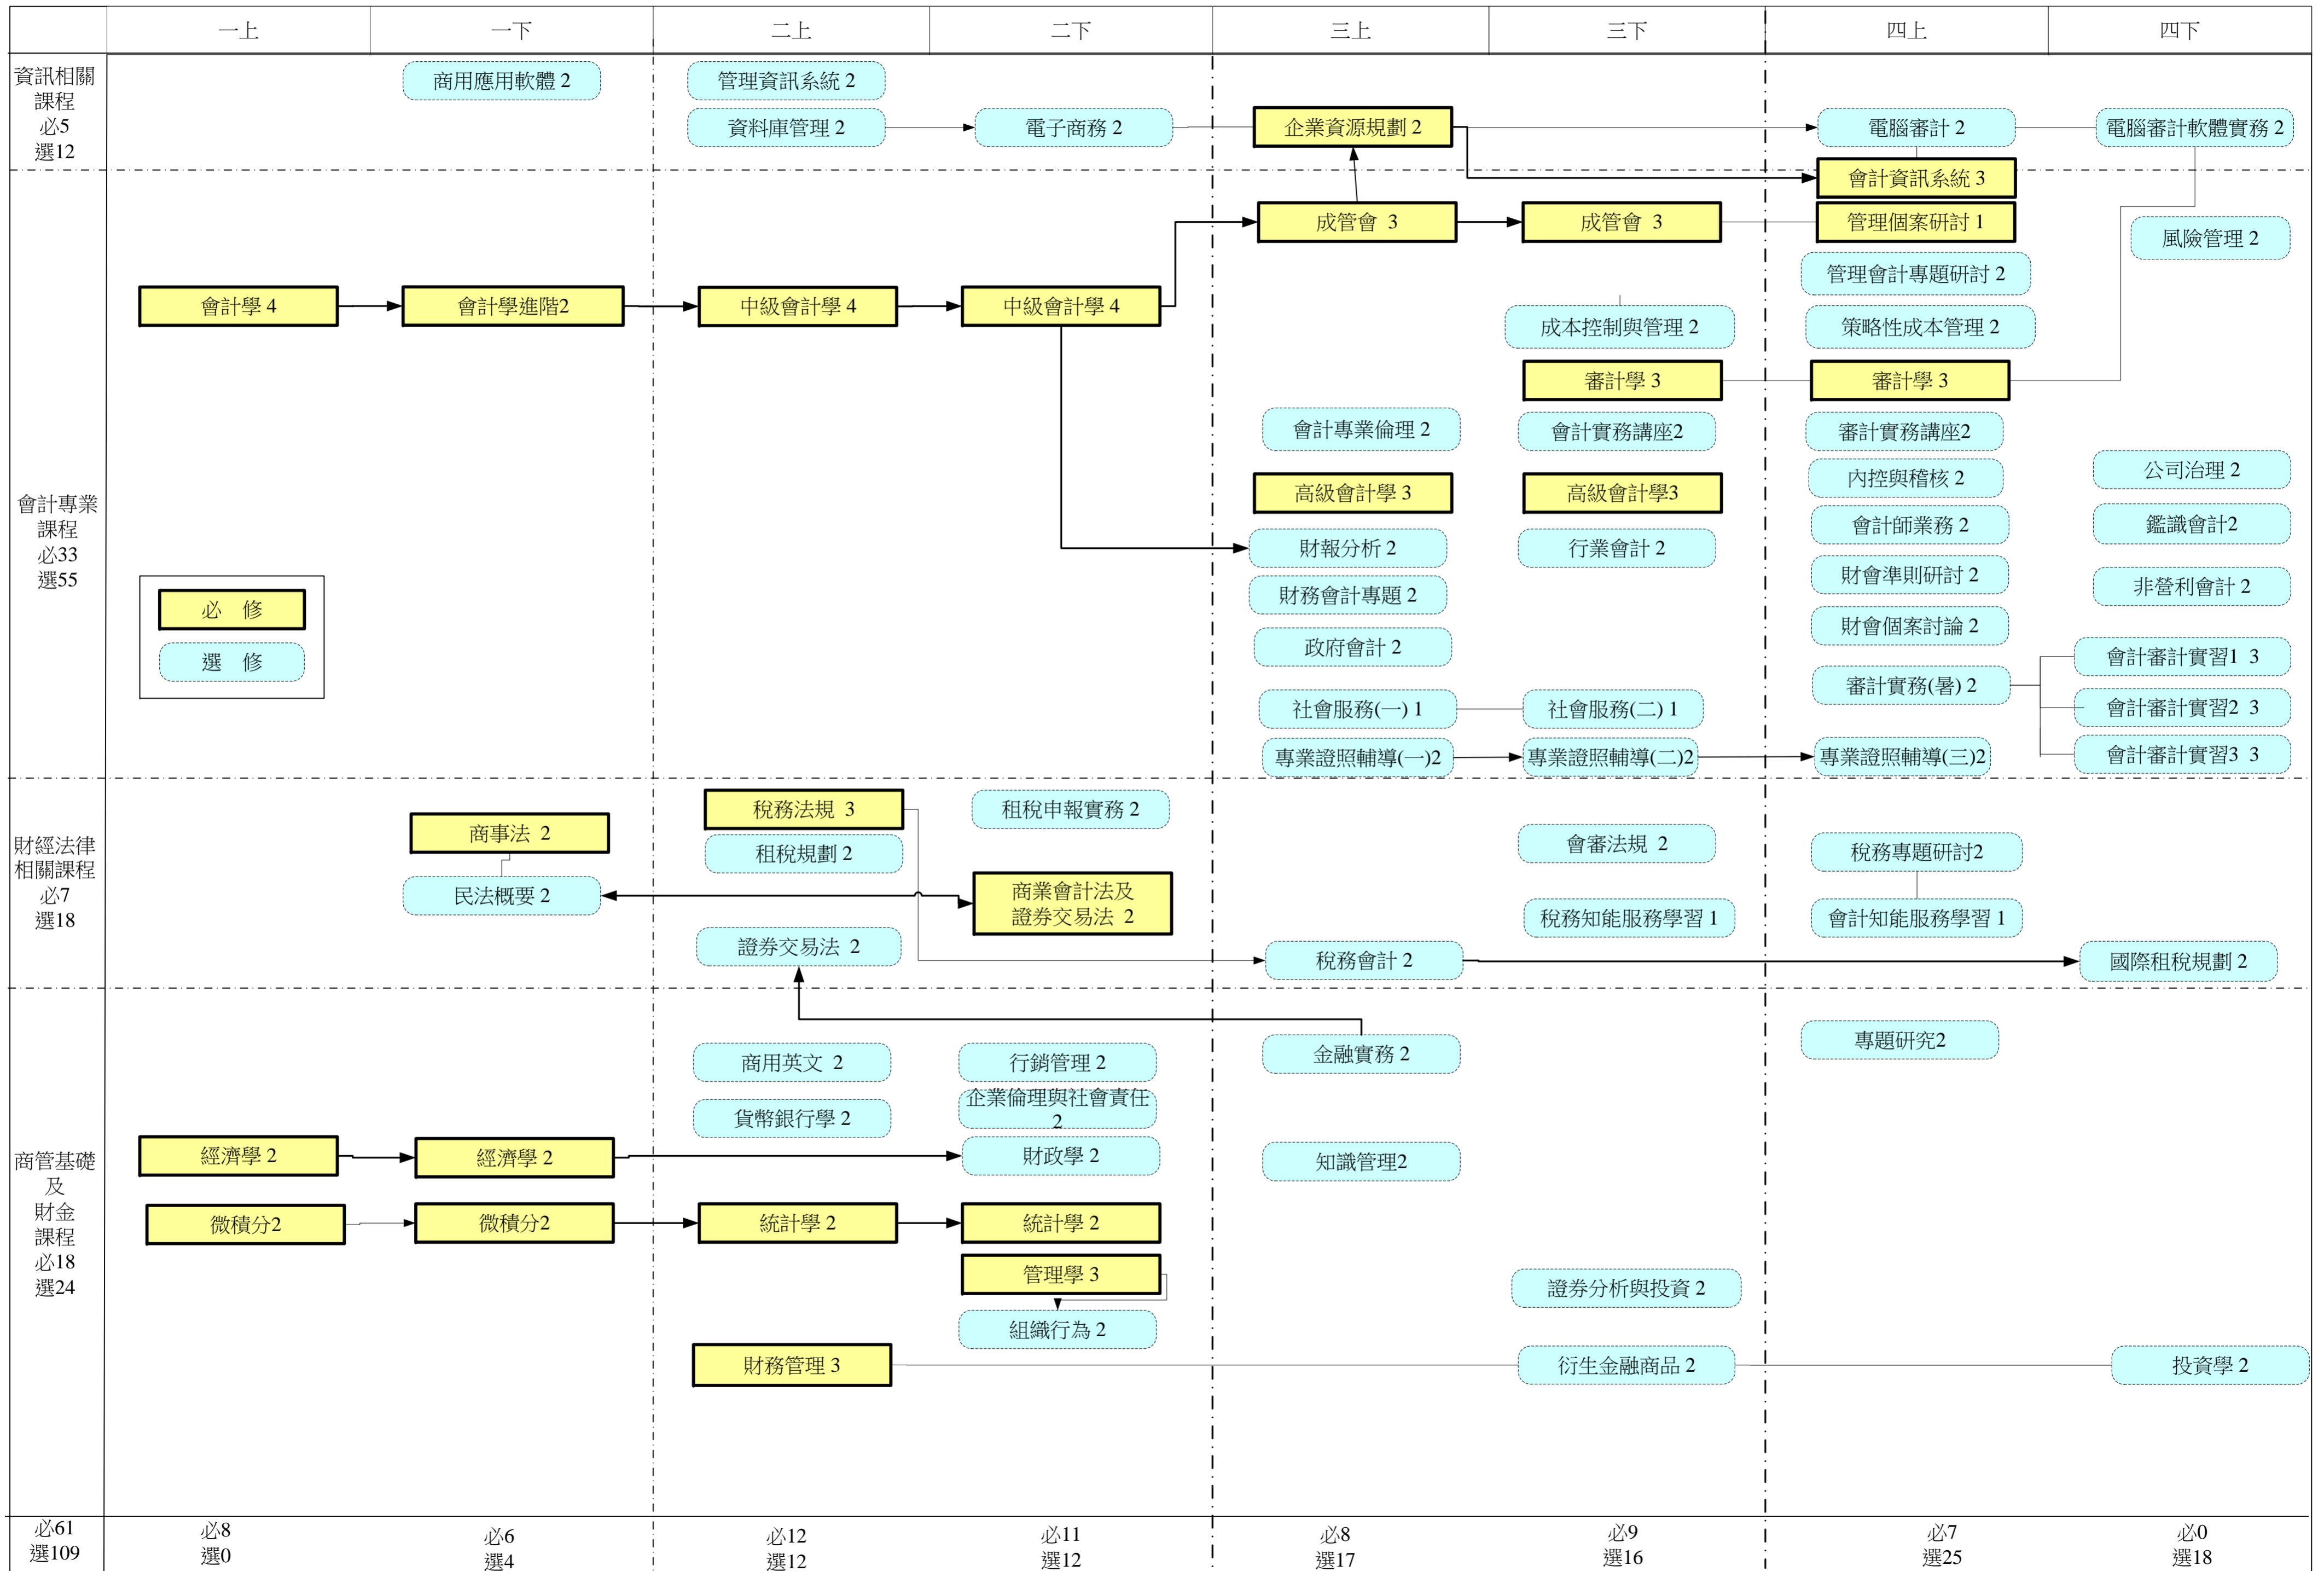 一上
一下
二上
二下
三上
三下
四上
四下
資訊相關
課程
必5
選12
商用應用軟體 2
管理資訊系統 2
資料庫管理 2
電子商務 2
企業資源規劃 2
電腦審計 2
電腦審計軟體實務 2
會計資訊系統 3
會計專業
課程
必33
選55
成管會 3
成管會 3
管理個案研討 1
風險管理 2
管理會計專題研討 2
會計學 4
會計學進階2
中級會計學 4
中級會計學 4
成本控制與管理 2
策略性成本管理 2
審計學 3
審計學 3
會計專業倫理 2
會計實務講座2
審計實務講座2
內控與稽核 2
公司治理 2
高級會計學 3
高級會計學3
會計師業務 2
鑑識會計2
財報分析 2
行業會計 2
財會準則研討 2
非營利會計 2
財務會計專題 2
財會個案討論 2
政府會計 2
會計審計實習1 3
審計實務(暑) 2
會計審計實習2 3
社會服務(一) 1
社會服務(二) 1
會計審計實習3 3
專業證照輔導(一)2
專業證照輔導(二)2
專業證照輔導(三)2
必 修
選 修
財經法律
相關課程
必7
選18
商事法 2
稅務法規 3
租稅申報實務 2
租稅規劃 2
會審法規 2
稅務專題研討2
民法概要 2
商業會計法及
證券交易法 2
稅務知能服務學習 1
會計知能服務學習 1
證券交易法 2
稅務會計 2
國際租稅規劃 2
商管基礎
及
財金
課程
必18
選24
金融實務 2
專題研究2
商用英文 2
行銷管理 2
貨幣銀行學 2
企業倫理與社會責任
2
經濟學 2
經濟學 2
財政學 2
知識管理2
微積分2
微積分2
統計學 2
統計學 2
管理學 3
證券分析與投資 2
組織行為 2
財務管理 3
衍生金融商品 2
投資學 2
必61
選109
必8
選0
必6
選4
必12
選12
必11
選12
必8
選17
必9
選16
必7
選25
必0
選18